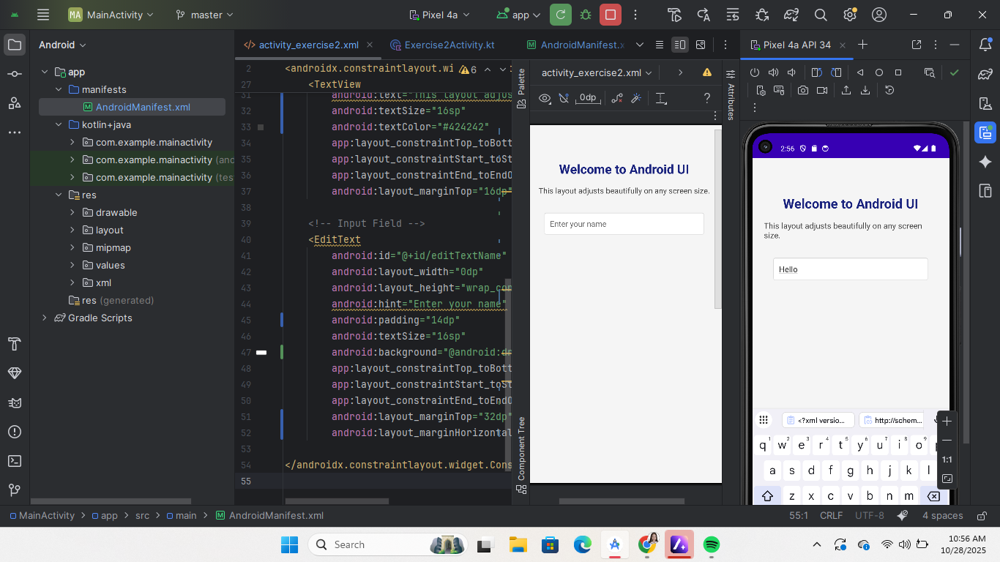 MA MainActivity master Pixel 4a app
Android
app
manifests
AndroidManifest.xml
kotlin+java
com.example.mainactivity
com.example.mainactivity (and
com.example.mainactivity (tes
res
drawable
layout
mipmap
values
xml
res (generated)
Gradle Scripts
activity_exercise2.xml Exercise2Activity.kt AndroidManifest.x
6
2 <androidx.constraintlayout.wi
27 <TextView
31 android:text="This layout adjus
32 android:textSize="16sp"
33 android:textColor="#424242"
34 app:layout_constraintTop_toBott
35 app:layout_constraintStart_toSt
36 app:layout_constraintEnd_toEndO
37 android:layout_marginTop="16dp"
38
39 <!-- Input Field -->
40 <EditText
41 android:id="@+id/editTextName"
42 android:layout_width="0dp"
43 android:layout_height="wrap_con
44 android:hint="Enter your name"
45 android:padding="14dp"
46 android:textSize="16sp"
47 android:background="@android:dr
48 app:layout_constraintTop_toBott
49 app:layout_constraintStart_toSt
50 app:layout_constraintEnd_toEndO
51 android:layout_marginTop="32dp"
52 android:layout_marginHorizontal
53
54 </androidx.constraintlayout.widget.Cons
55
Palette
Component Tree
activity_exercise2.xml
0dp
?
Welcome to Android UI
This layout adjusts beautifully on any screen size.
Enter your name
Attributes
Pixel 4a API 34
2:56
Welcome to Android UI
This layout adjusts beautifully on any screen
size.
Hello
<?xml versio... http://schem...
1 2 3 4 5 6 7 8 9
q w e r t y u i o p
a s d f g h j k l
z x c v b n m
1:1
MainActivity app src main AndroidManifest.xml
55:1 CRLF UTF-8 4 spaces
Search
10:56 AM
10/28/2025